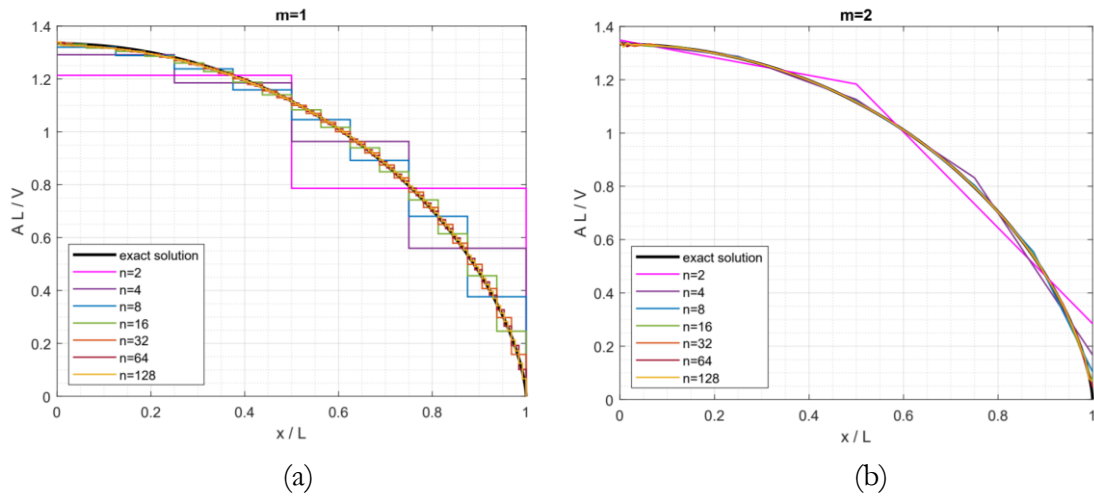 m=1
1.4
1.2
1
0.8
0.6
0.4
0.2
0
A L / V
exact solution
n=2
n=4
n=8
n=16
n=32
n=64
n=128
0 0.2 0.4 0.6 0.8 1
x / L
(a)
m=2
1.4
1.2
1
0.8
0.6
0.4
0.2
0
A L / V
exact solution
n=2
n=4
n=8
n=16
n=32
n=64
n=128
0 0.2 0.4 0.6 0.8 1
x / L
(b)